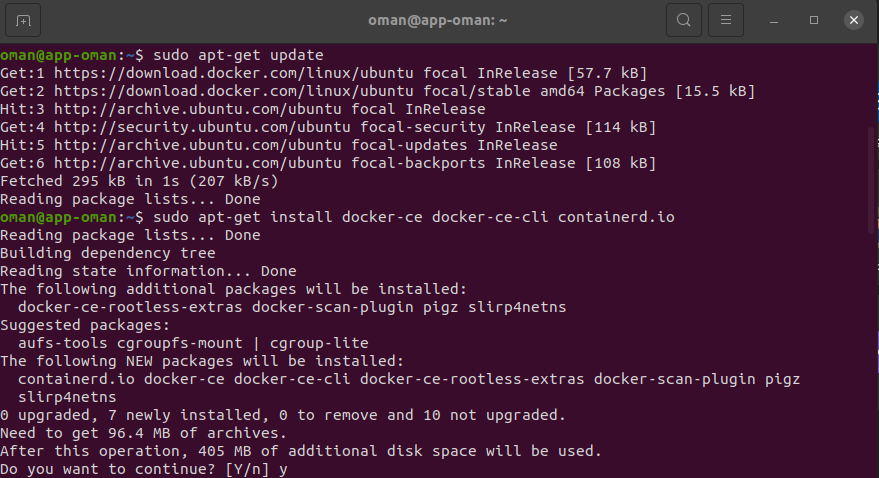 oman@app-oman: ~
oman@app-oman:~$ sudo apt-get update
Get:1 https://download.docker.com/linux/ubuntu focal InRelease [57.7 kB]
Get:2 https://download.docker.com/linux/ubuntu focal/stable amd64 Packages [15.5 kB]
Hit:3 http://archive.ubuntu.com/ubuntu focal InRelease
Get:4 http://security.ubuntu.com/ubuntu focal-security InRelease [114 kB]
Hit:5 http://archive.ubuntu.com/ubuntu focal-updates InRelease
Get:6 http://archive.ubuntu.com/ubuntu focal-backports InRelease [108 kB]
Fetched 295 kB in 1s (207 kB/s)
Reading package lists... Done
oman@app-oman:~$ sudo apt-get install docker-ce docker-ce-cli containerd.io
Reading package lists... Done
Building dependency tree
Reading state information... Done
The following additional packages will be installed:
  docker-ce-rootless-extras docker-scan-plugin pigz slirp4netns
Suggested packages:
  aufs-tools cgroupfs-mount | cgroup-lite
The following NEW packages will be installed:
  containerd.io docker-ce docker-ce-cli docker-ce-rootless-extras docker-scan-plugin pigz
  slirp4netns
0 upgraded, 7 newly installed, 0 to remove and 10 not upgraded.
Need to get 96.4 MB of archives.
After this operation, 405 MB of additional disk space will be used.
Do you want to continue? [Y/n] y